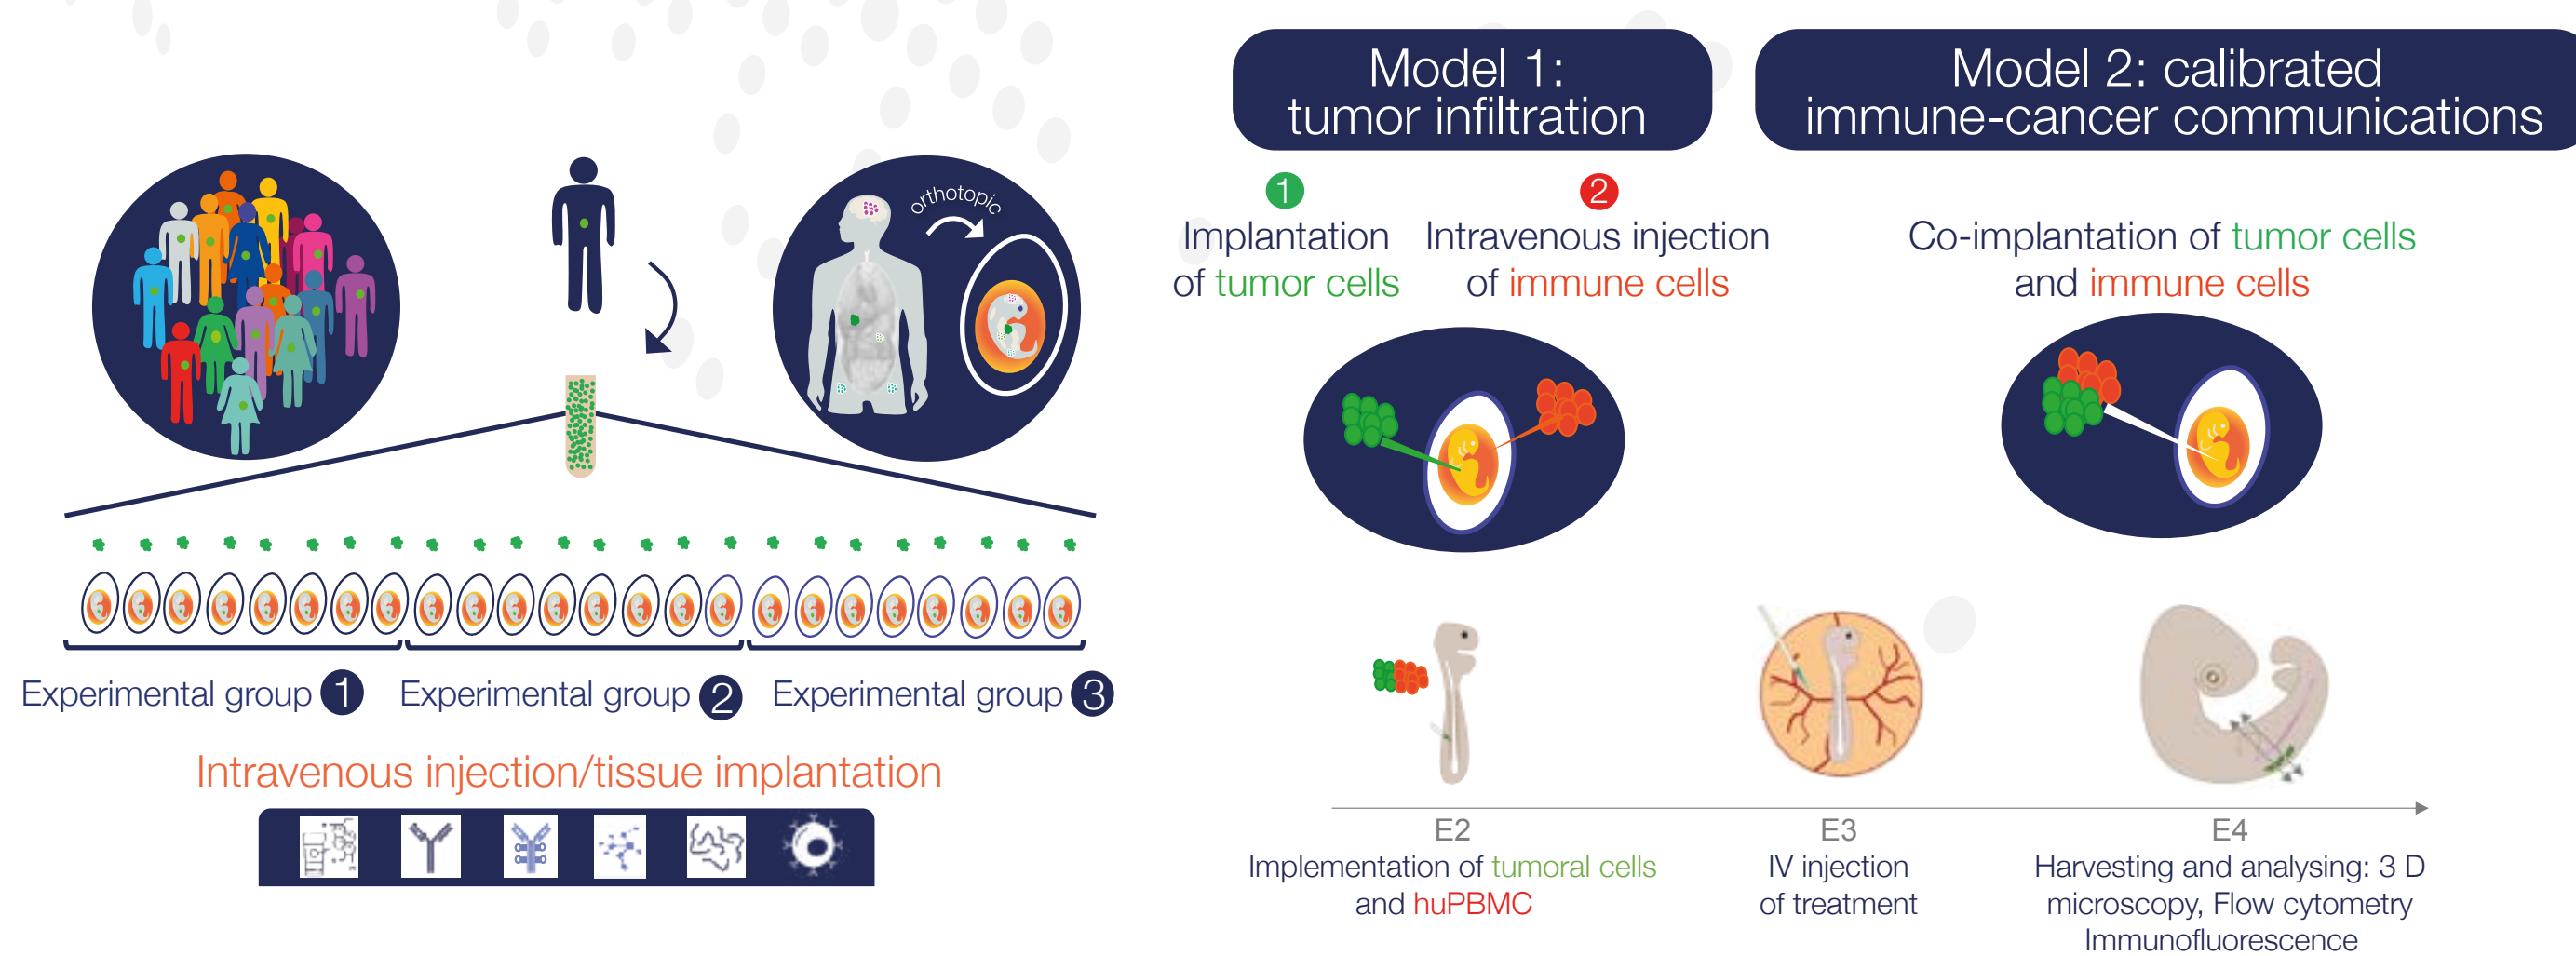 orthotopic
Experimental group 1
Experimental group 2
Experimental group 3
Intravenous injection/tissue implantation
Model 1:
tumor infiltration
1
Implantation
of tumor cells
2
Intravenous injection
of immune cells
Model 2: calibrated
immune-cancer communications
Co-implantation of tumor cells
and immune cells
E2
Implementation of tumoral cells
and huPBMC
E3
IV injection
of treatment
E4
Harvesting and analysing: 3 D
microscopy, Flow cytometry
Immunofluorescence